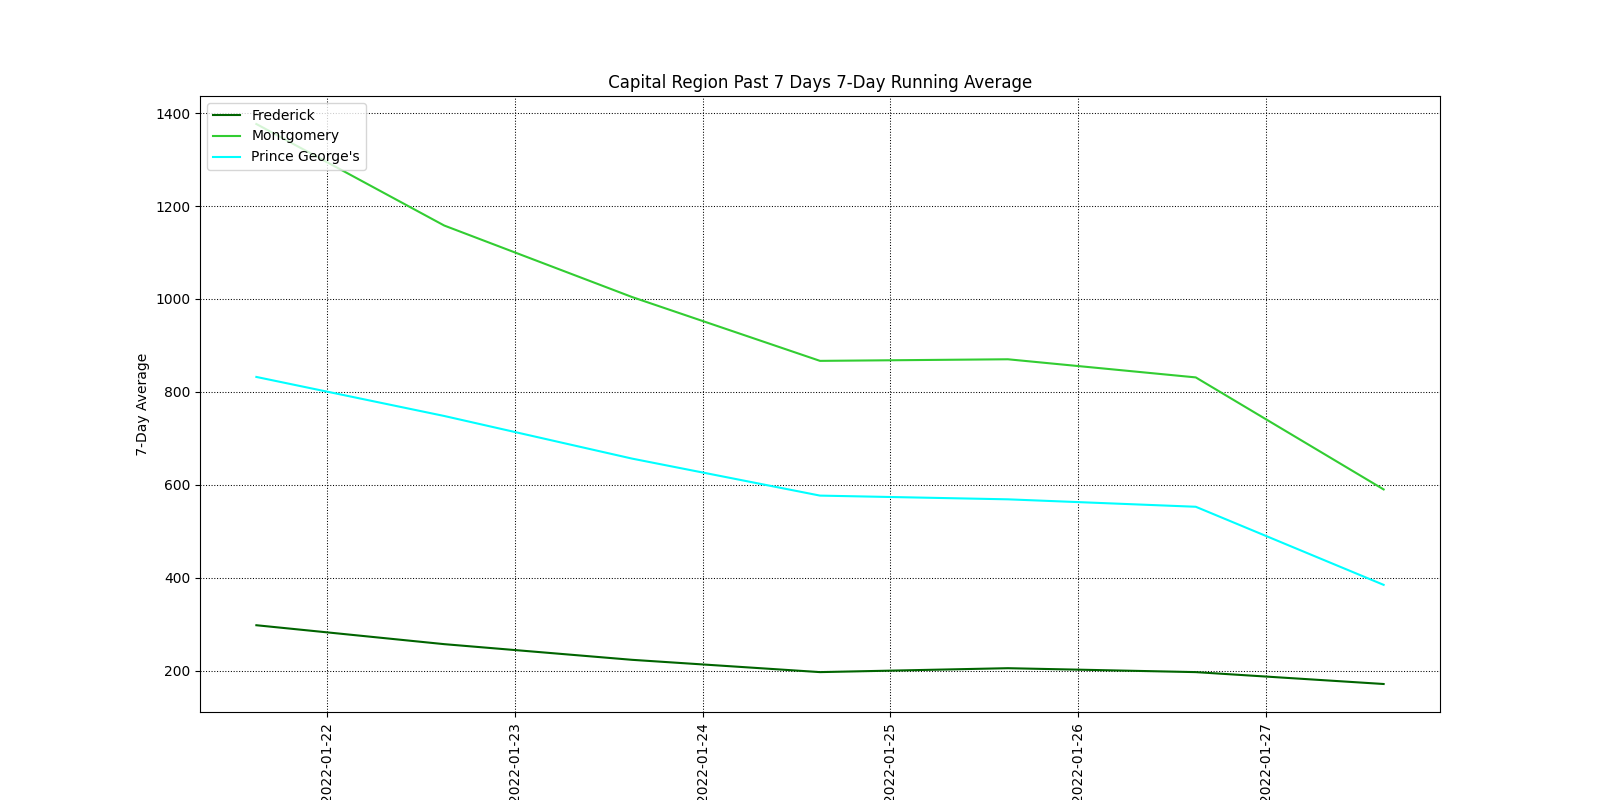 Capital Region Past 7 Days 7-Day Running Average
Frederick
Montgomery
Prince George's
7-Day Average
1400
1200
1000
800
600
400
200
2022-01-22
2022-01-23
2022-01-24
2022-01-25
2022-01-26
2022-01-27